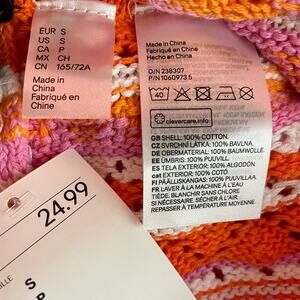 EUR S
US S
CA P
MX CH
CN 165/72A
Made in
China
Fabriqué en
Chine
Made in
China
Fabriqué en Chine
Hecho en China
D/N 238307
P/N 1060973.5
40
clevercare.info
GB SHELL: 100% COTTON.
CZ SVRCHNÍ LÁTKA: 100% BAVLNA.
DE OBERMATERIAL: 100% BAUMWOLLE.
EE ÜMBRIS: 100% PUUVILL.
ES TELA EXTERIOR: 100% ALGODÓN.
cat EXTERIOR: 100% COTÓ
FI PÄÄLLISKANGAS: 100% PUUVILLA.
FR LAVER À LA MAIN. ÉTENDRE
BLANCHIR SANS CHLORE
SI NÉCESSAIRE. SÉCHER À L'AIR.
REPASSER À TEMPÉRATURE MOYENNE.
24.99
S
P